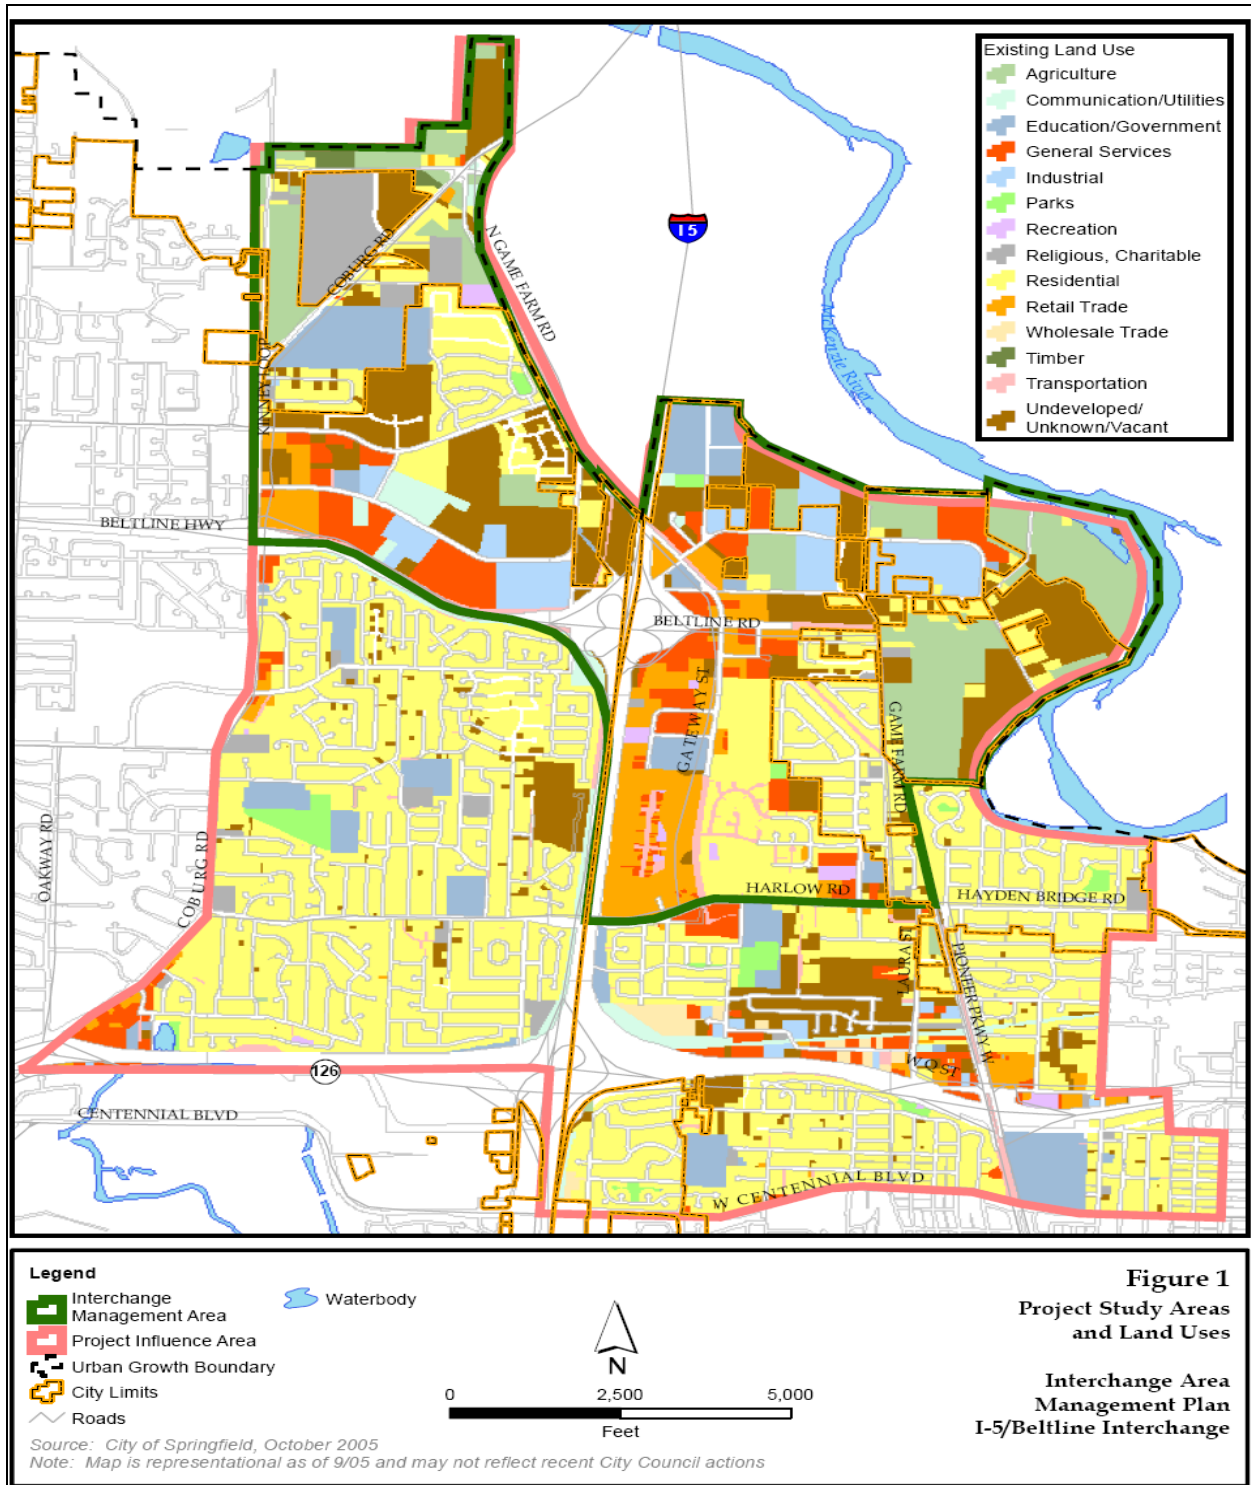 Existing Land Use
Agriculture
Communication/Utilities
Education/Government
General Services
Industrial
Parks
Recreation
Religious, Charitable
Residential
Retail Trade
Wholesale Trade
Timber
Transportation
Undeveloped/
Unknown/Vacant
I 5
COBURG RD
N GAME FARM RD
McKenzie River
KINNEY LOOP
BELTLINE HWY
BELTLINE RD
GATEWAY ST
GAME FARM RD
OAKWAY RD
COBURG RD
HARLOW RD
HAYDEN BRIDGE RD
LAURA ST
PIONEER PKWY W
W Q ST
126
CENTENNIAL BLVD
W CENTENNIAL BLVD
Legend
Interchange
Management Area
Waterbody
Project Influence Area
Urban Growth Boundary
City Limits
Roads
N
0 2,500 5,000
Feet
Source: City of Springfield, October 2005
Note: Map is representational as of 9/05 and may not reflect recent City Council actions
Figure 1
Project Study Areas
and Land Uses
Interchange Area
Management Plan
I-5/Beltline Interchange